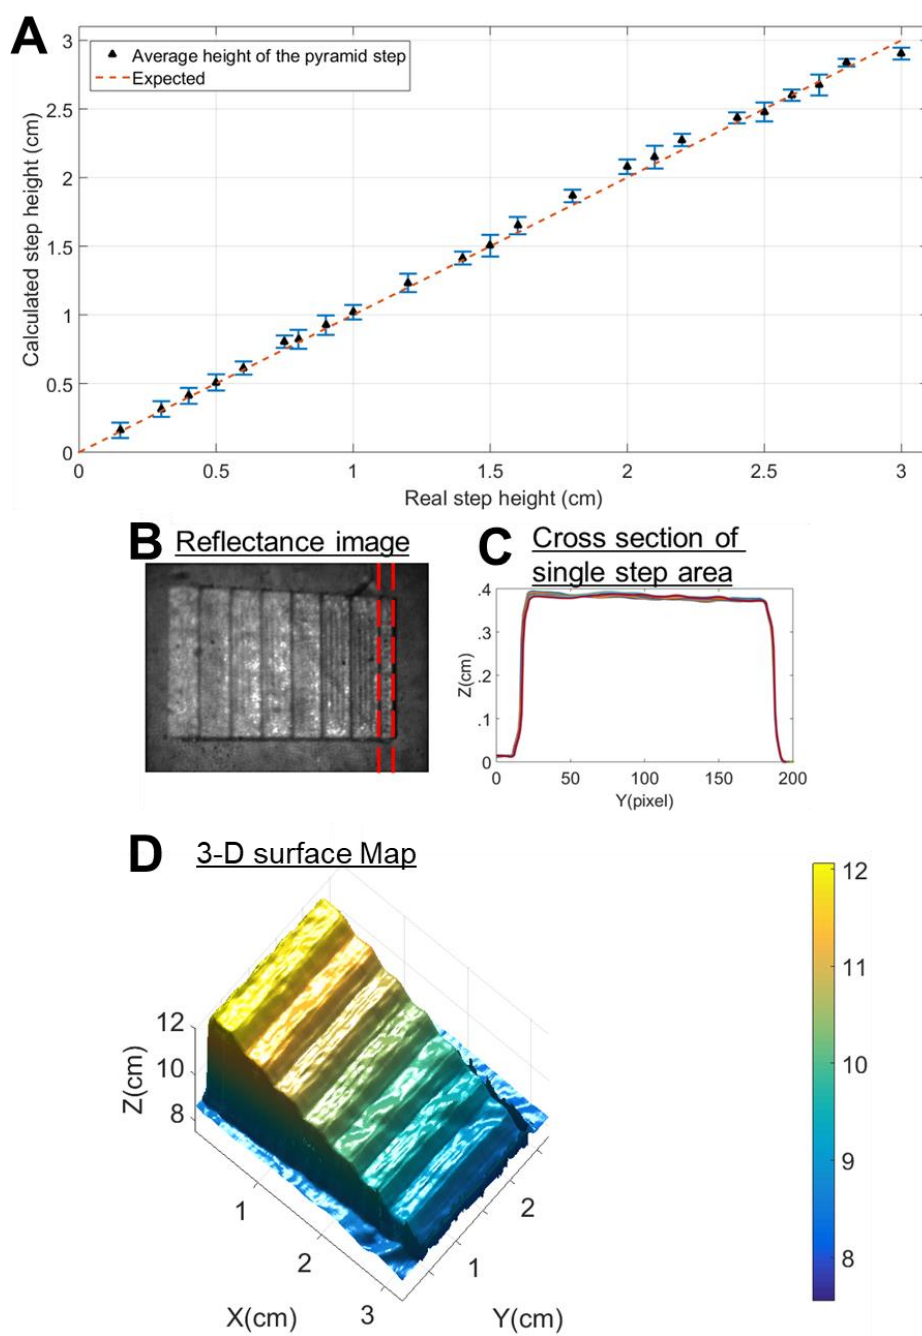 A
Average height of the pyramid step
Expected
Calculated step height (cm)
3
2.5
2
1.5
1
0.5
0
0 0.5 1 1.5 2 2.5 3
Real step height (cm)
B Reflectance image
C Cross section of
single step area
Z(cm)
.4
.3
.2
.1
0
0 50 100 150 200
Y(pixel)
D 3-D surface Map
Z(cm)
12
10
8
1
2
3
X(cm)
1
2
Y(cm)
12
11
10
9
8